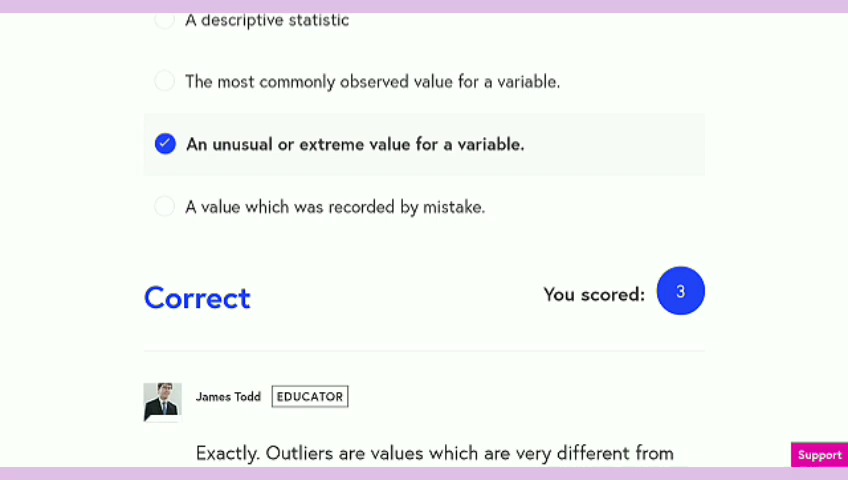 A descriptive statistic
The most commonly observed value for a variable.
An unusual or extreme value for a variable.
A value which was recorded by mistake.
Correct
You scored: 3
James Todd EDUCATOR
Exactly. Outliers are values which are very different from
Support